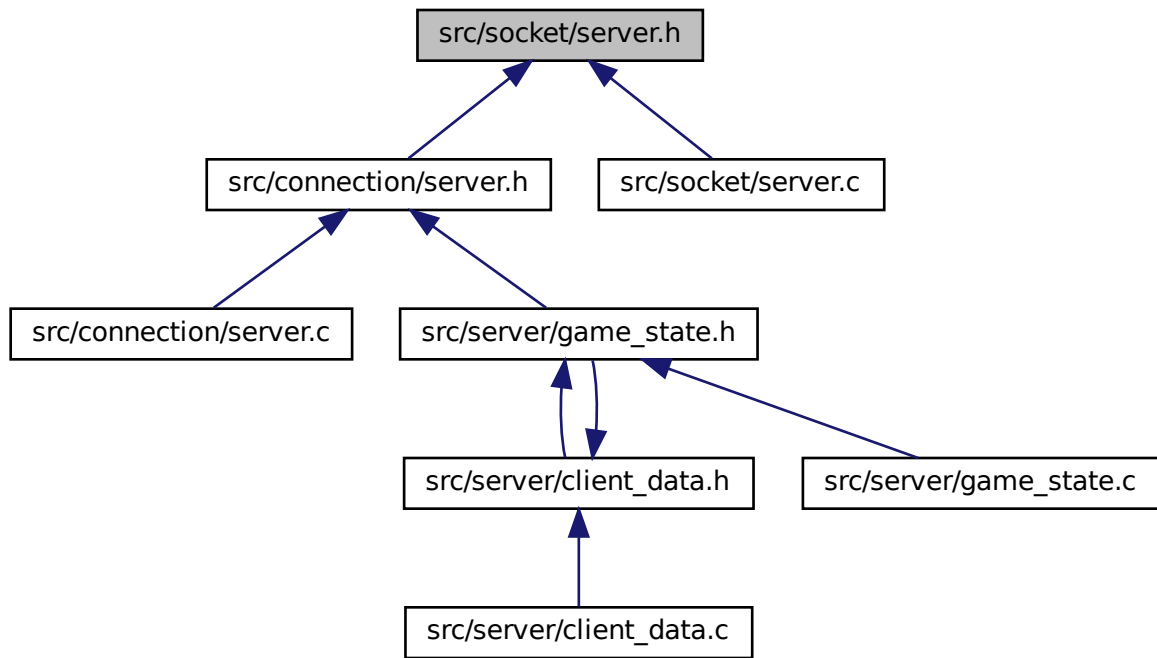 src/socket/server.h
src/connection/server.h
src/socket/server.c
src/connection/server.c
src/server/game_state.h
src/server/client_data.h
src/server/game_state.c
src/server/client_data.c